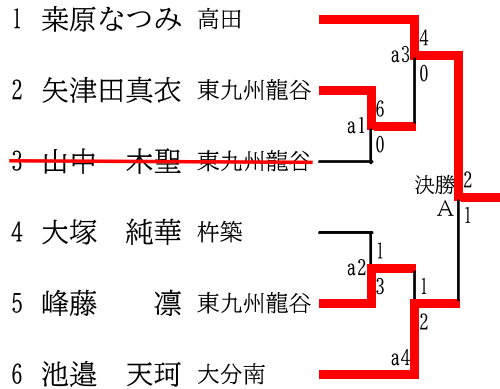 1 桒原なつみ 高田
4
a3
0
2 矢津田真衣 東九州龍谷
6
a1
0
3 山中 木聖 東九州龍谷
決勝 2
A 1
4 大塚 純華 杵築
1
a2
3
5 峰藤 凛 東九州龍谷
1
2
a4
6 池邉 天珂 大分南